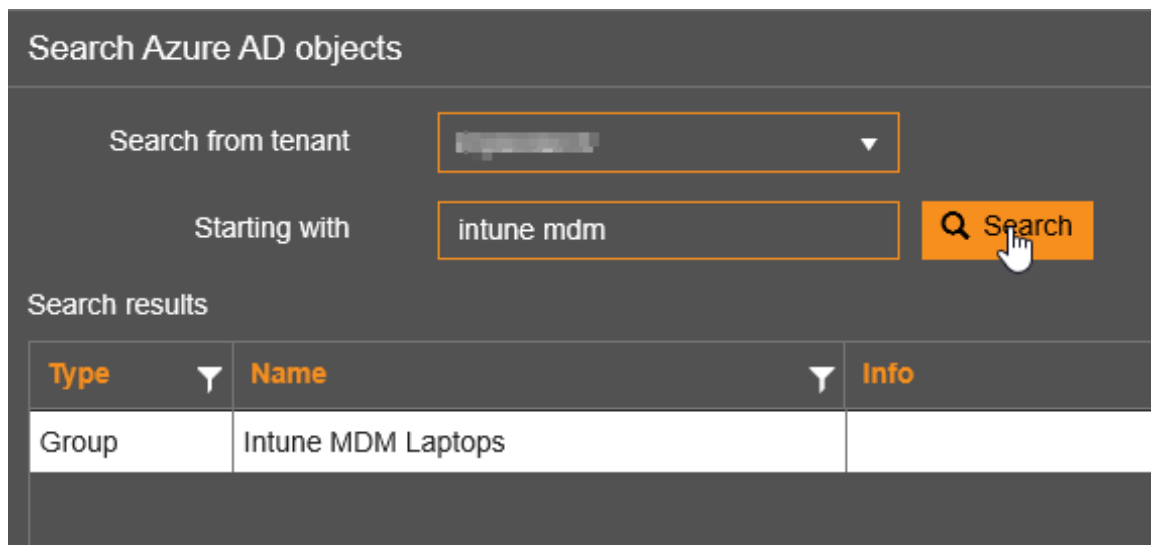 Search Azure AD objects
Search from tenant
Starting with intune mdm Search
Search results
Type Name Info
Group Intune MDM Laptops